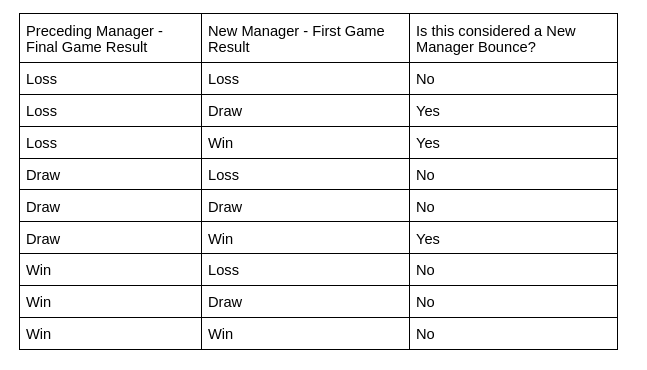 Preceding Manager - New Manager - First Game Is this considered a New
Final Game Result Result Manager Bounce?
Loss Loss No
Loss Draw Yes
Loss Win Yes
Draw Loss No
Draw Draw No
Draw Win Yes
Win Loss No
Win Draw No
Win Win No